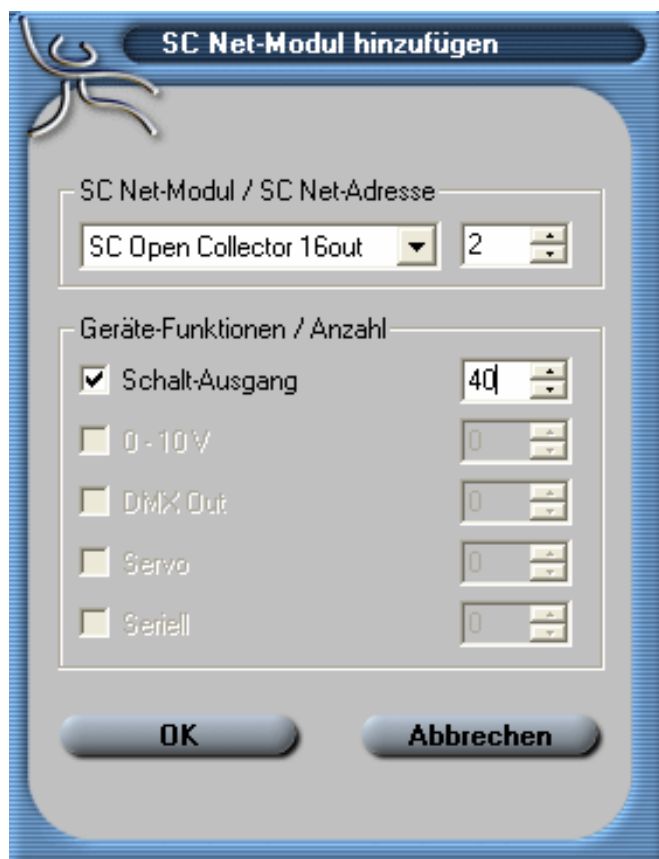 SC Net-Modul hinzufügen
SC Net-Modul / SC Net-Adresse
SC Open Collector 16out 2
Geräte-Funktionen / Anzahl
Schalt-Ausgang 40
0 - 10 V 0
DMX Out 0
Servo 0
Seriell 0
OK Abbrechen